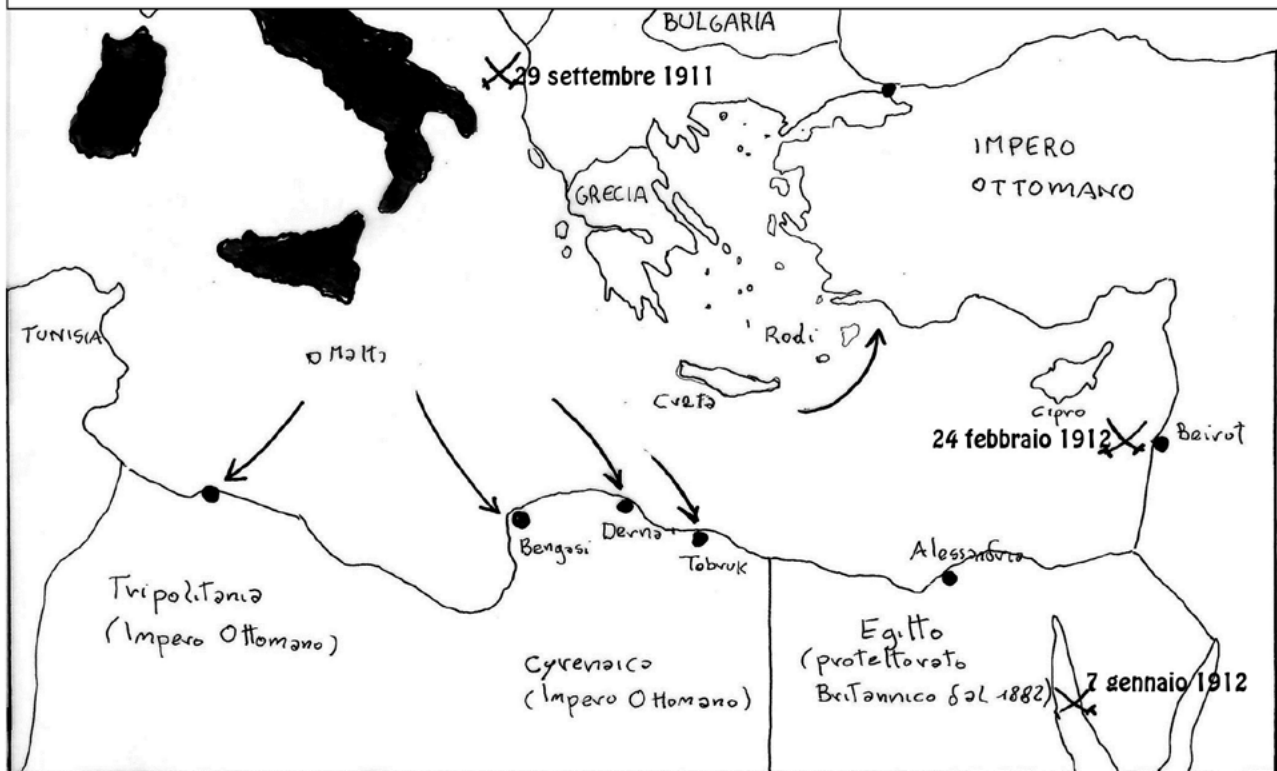 BULGARIA
29 settembre 1911
IMPERO
OTTOMANO
GRECIA
TUNISIA
Malta
Rodi
Creta
Cipro
24 febbraio 1912
Beirut
Bengasi
Derna
Tobruk
Alessandria
Tripolitania
(Impero Ottomano)
Cyrenaica
(Impero Ottomano)
Egitto
(protettorato
Britannico dal 1882)
7 gennaio 1912